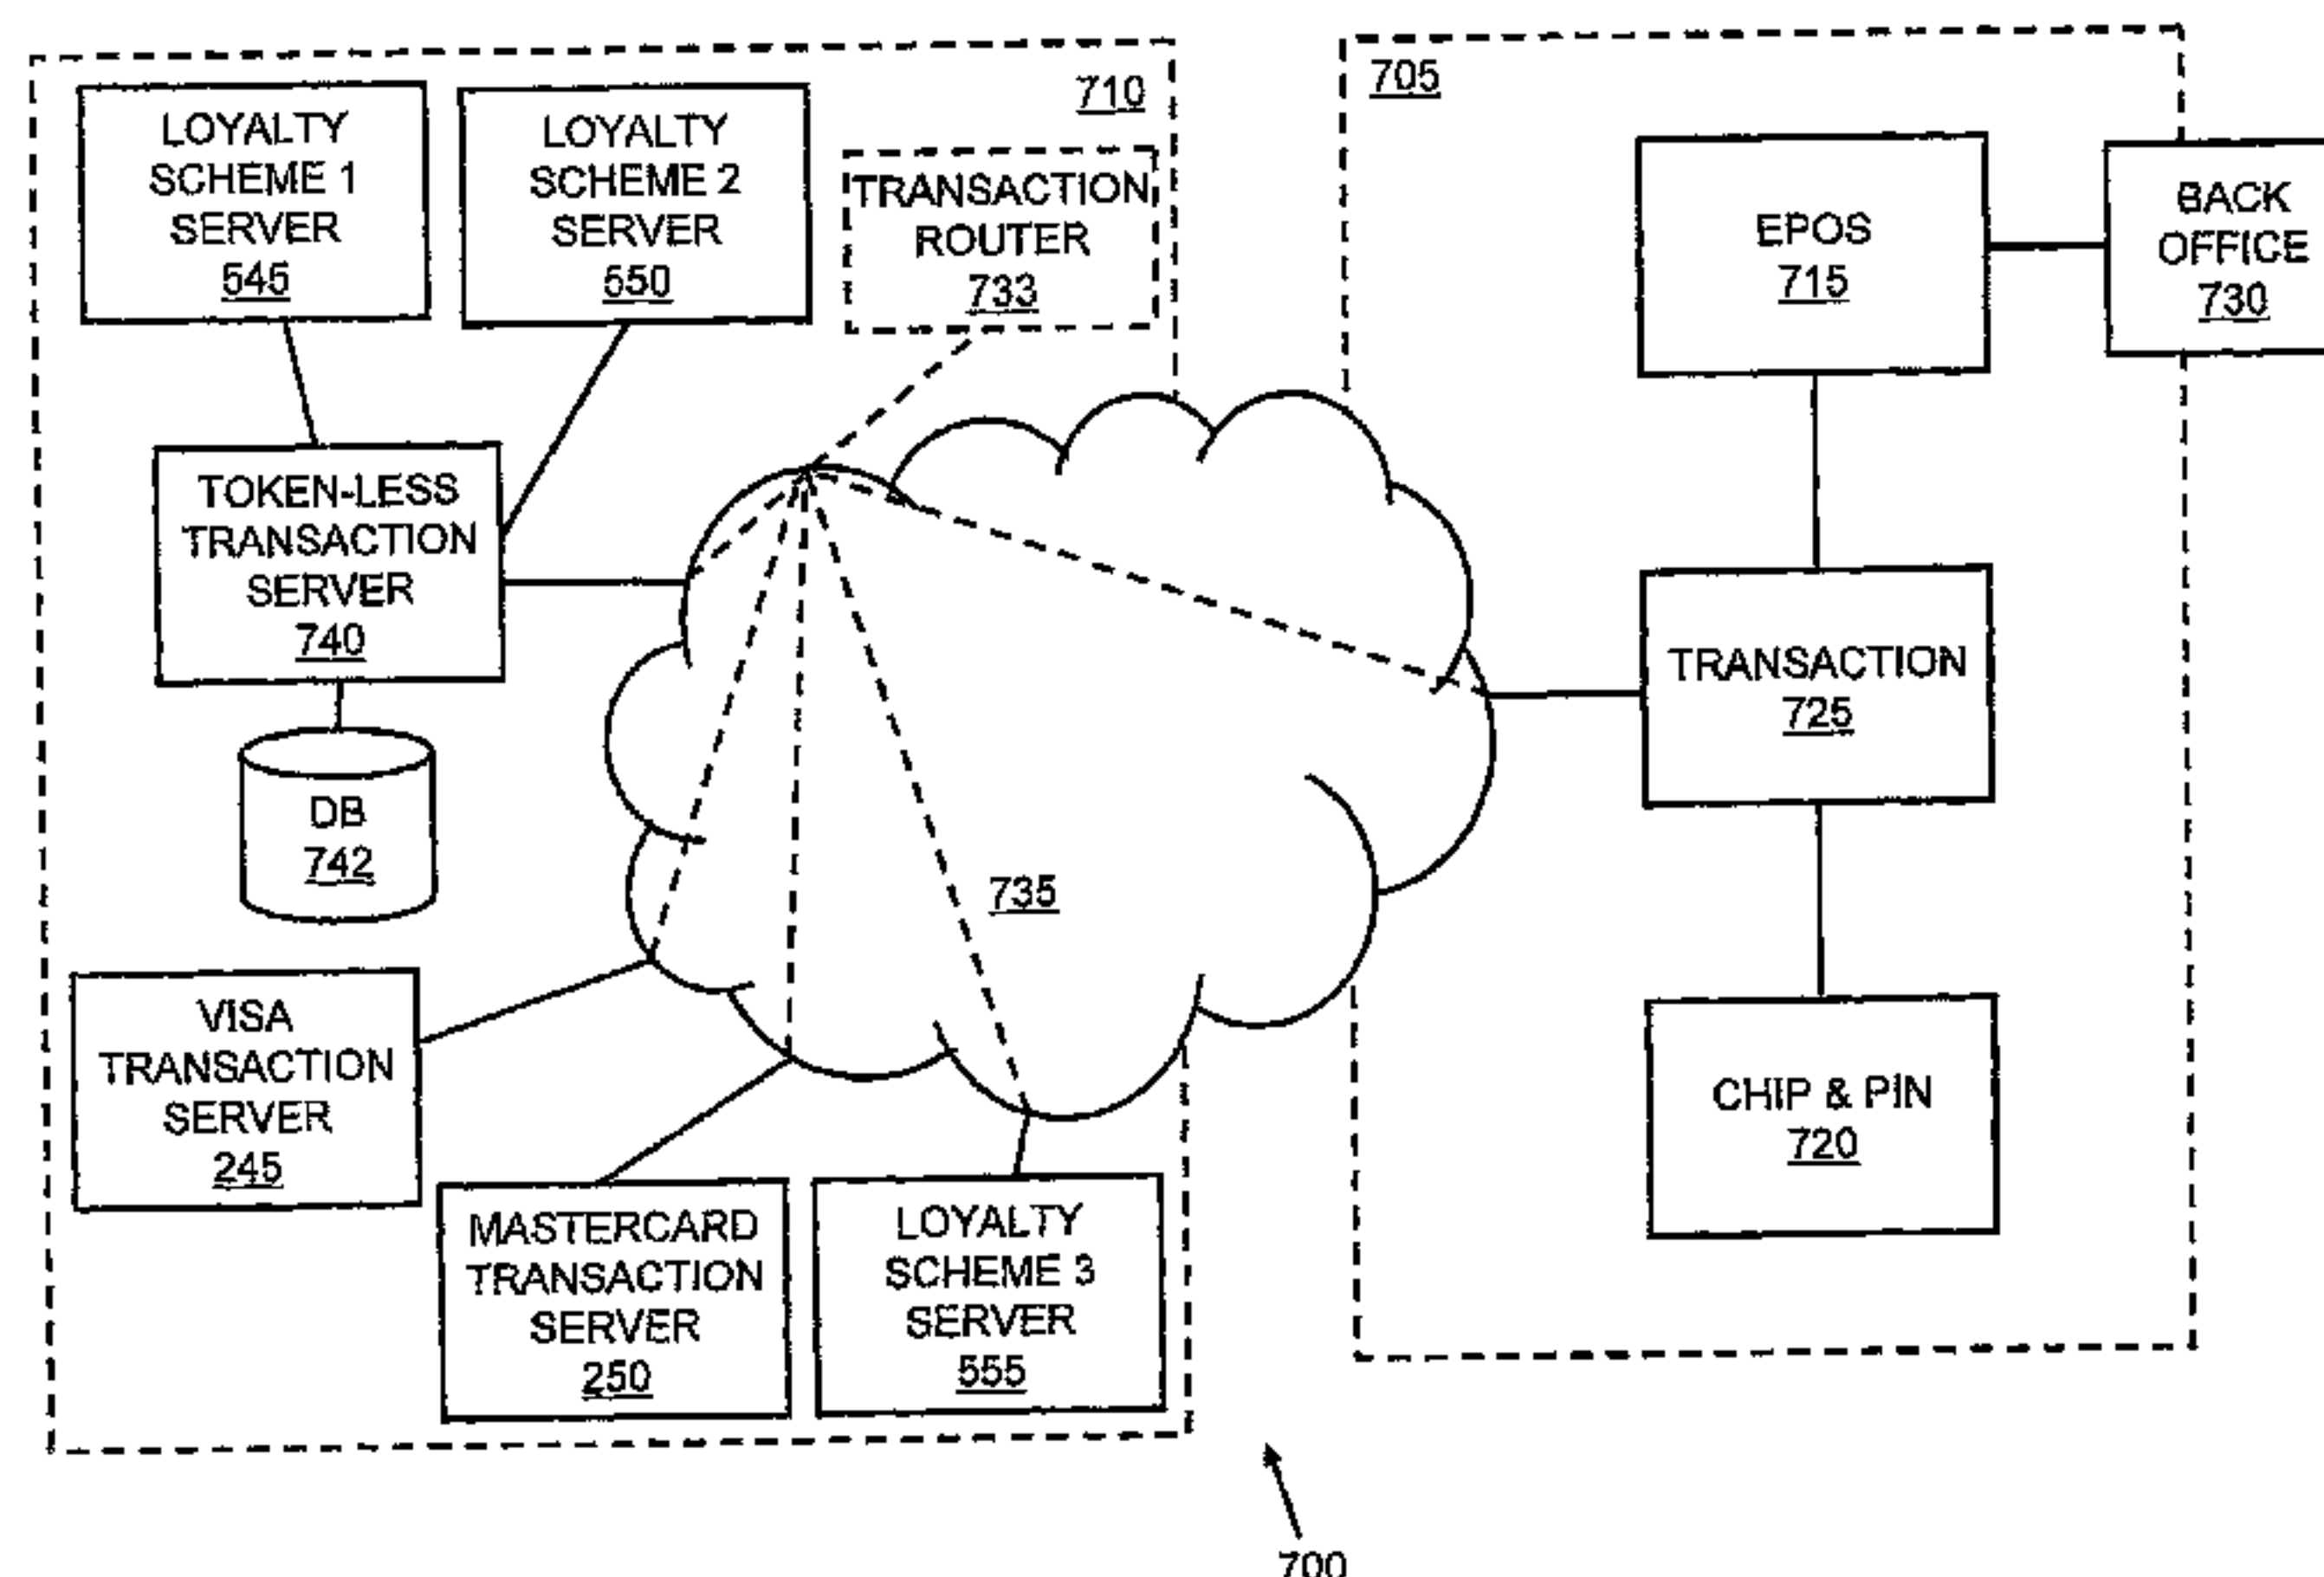 LOYALTY
SCHEME 1
SERVER
545
LOYALTY
SCHEME 2
SERVER
550
710
TRANSACTION
ROUTER
733
705
EPOS
715
BACK
OFFICE
730
TOKEN-LESS
TRANSACTION
SERVER
740
DB
742
735
TRANSACTION
725
VISA
TRANSACTION
SERVER
245
MASTERCARD
TRANSACTION
SERVER
250
LOYALTY
SCHEME 3
SERVER
555
CHIP & PIN
720
700